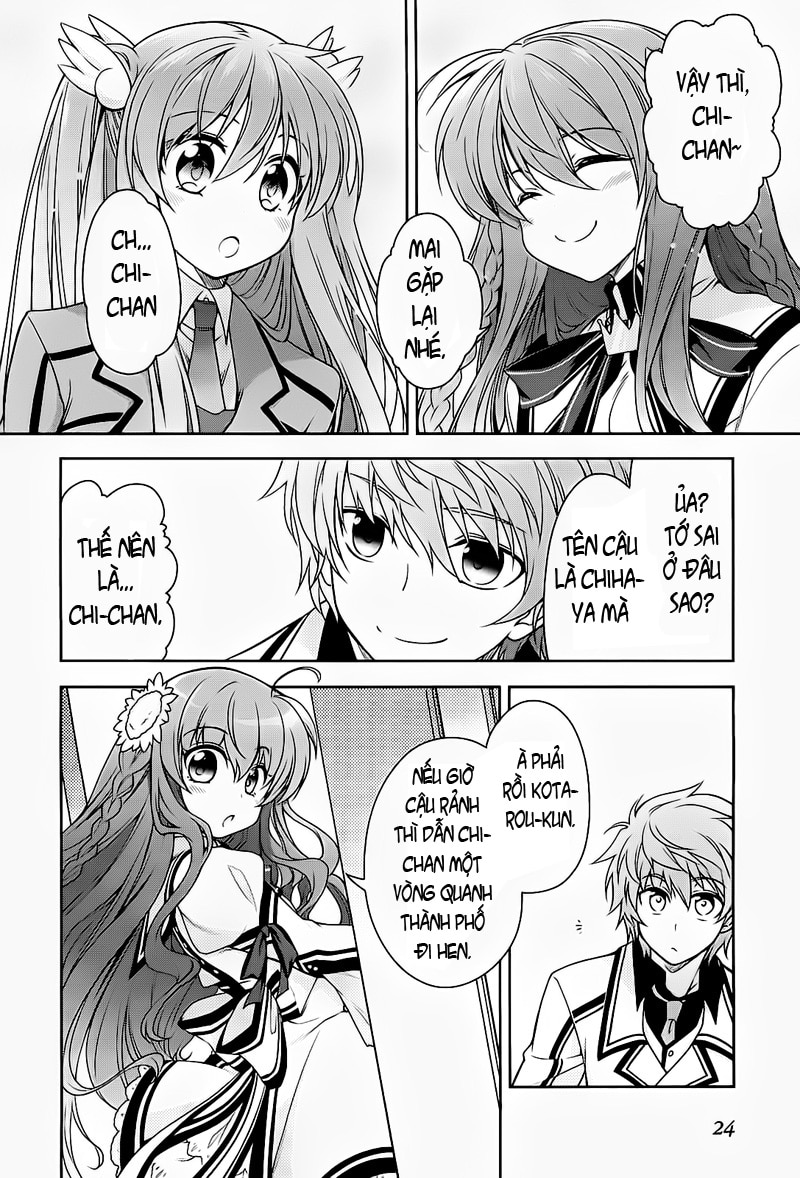 VẬY THÌ,
CHI-
CHAN~
MAI
GẶP
LẠI
NHÉ.
CH...
CHI-
CHAN
ỦA?
TỚ SAI
Ở ĐÂU
SAO?
TÊN CẬU
LÀ CHIHA-
YA MÀ
THẾ NÊN
LÀ...
CHI-CHAN.
À PHẢI
RỒI KOTA-
ROU-KUN.
NẾU GIỜ
CẬU RẢNH
THÌ DẪN CHI-
CHAN MỘT
VÒNG QUANH
THÀNH PHỐ
ĐI HEN.
24